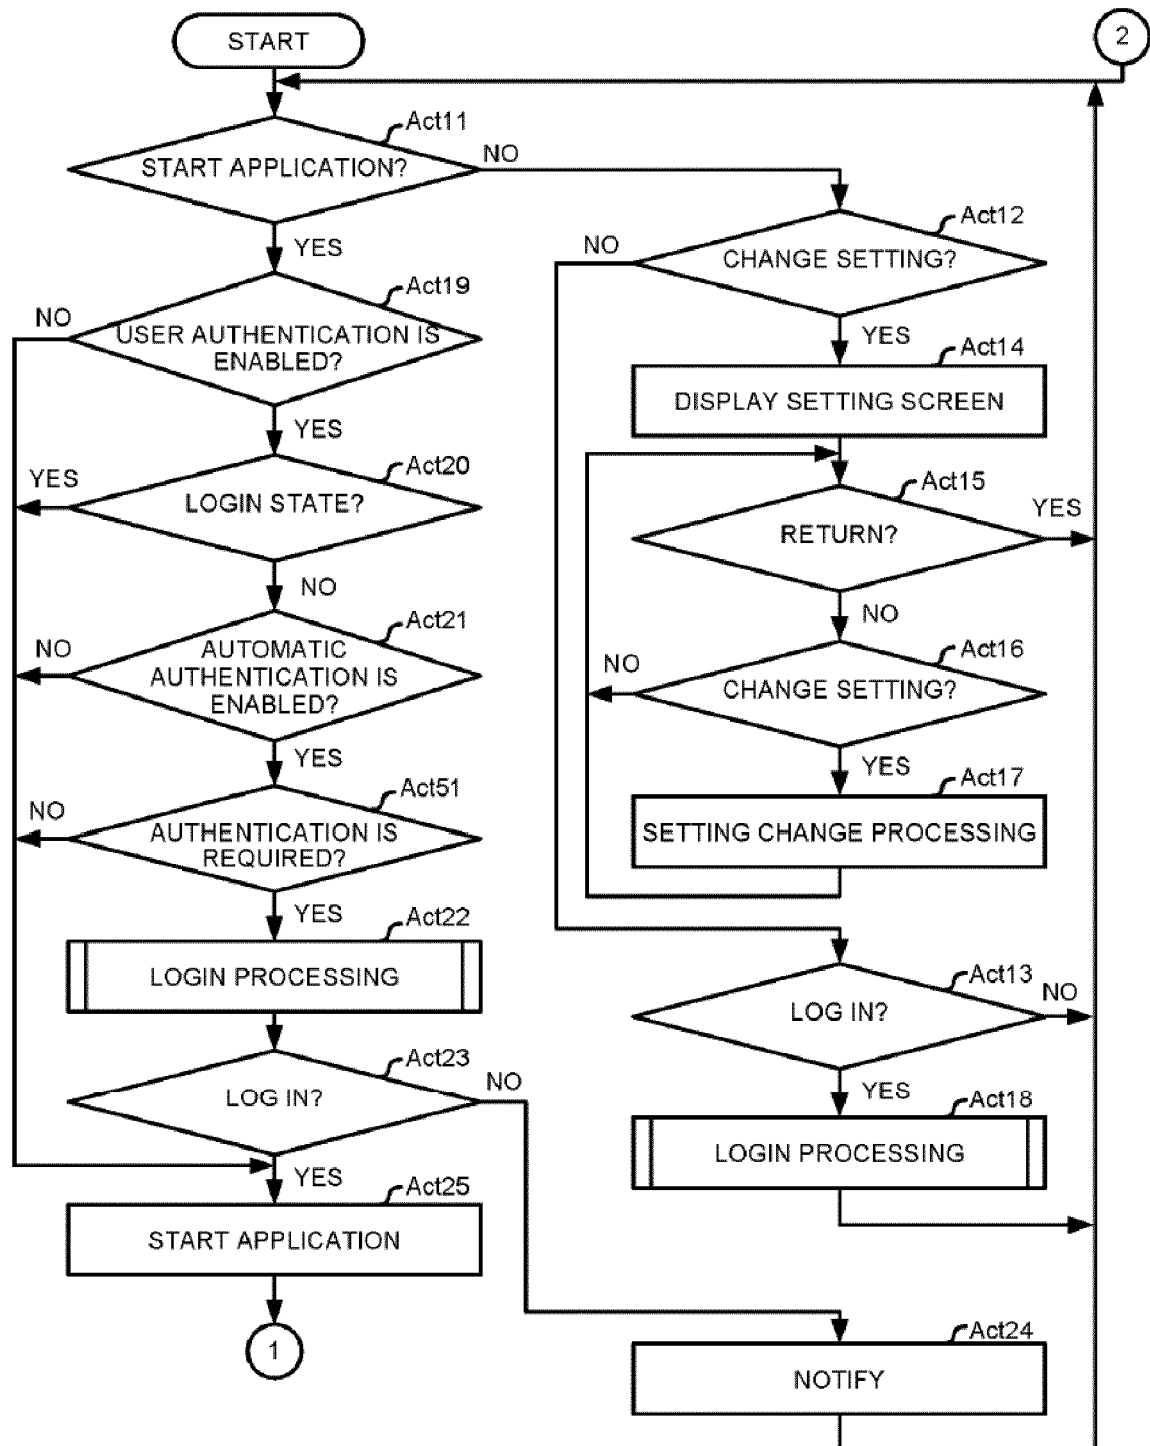 START
2
Act11
START APPLICATION?
NO
YES
Act12
CHANGE SETTING?
NO
YES
Act19
USER AUTHENTICATION IS
ENABLED?
NO
YES
Act14
DISPLAY SETTING SCREEN
Act20
LOGIN STATE?
YES
NO
Act15
RETURN?
YES
NO
Act21
AUTOMATIC
AUTHENTICATION IS
ENABLED?
NO
YES
Act16
CHANGE SETTING?
NO
YES
Act51
AUTHENTICATION IS
REQUIRED?
NO
YES
Act17
SETTING CHANGE PROCESSING
Act22
LOGIN PROCESSING
Act13
LOG IN?
NO
YES
Act23
LOG IN?
NO
YES
Act18
LOGIN PROCESSING
Act25
START APPLICATION
1
Act24
NOTIFY